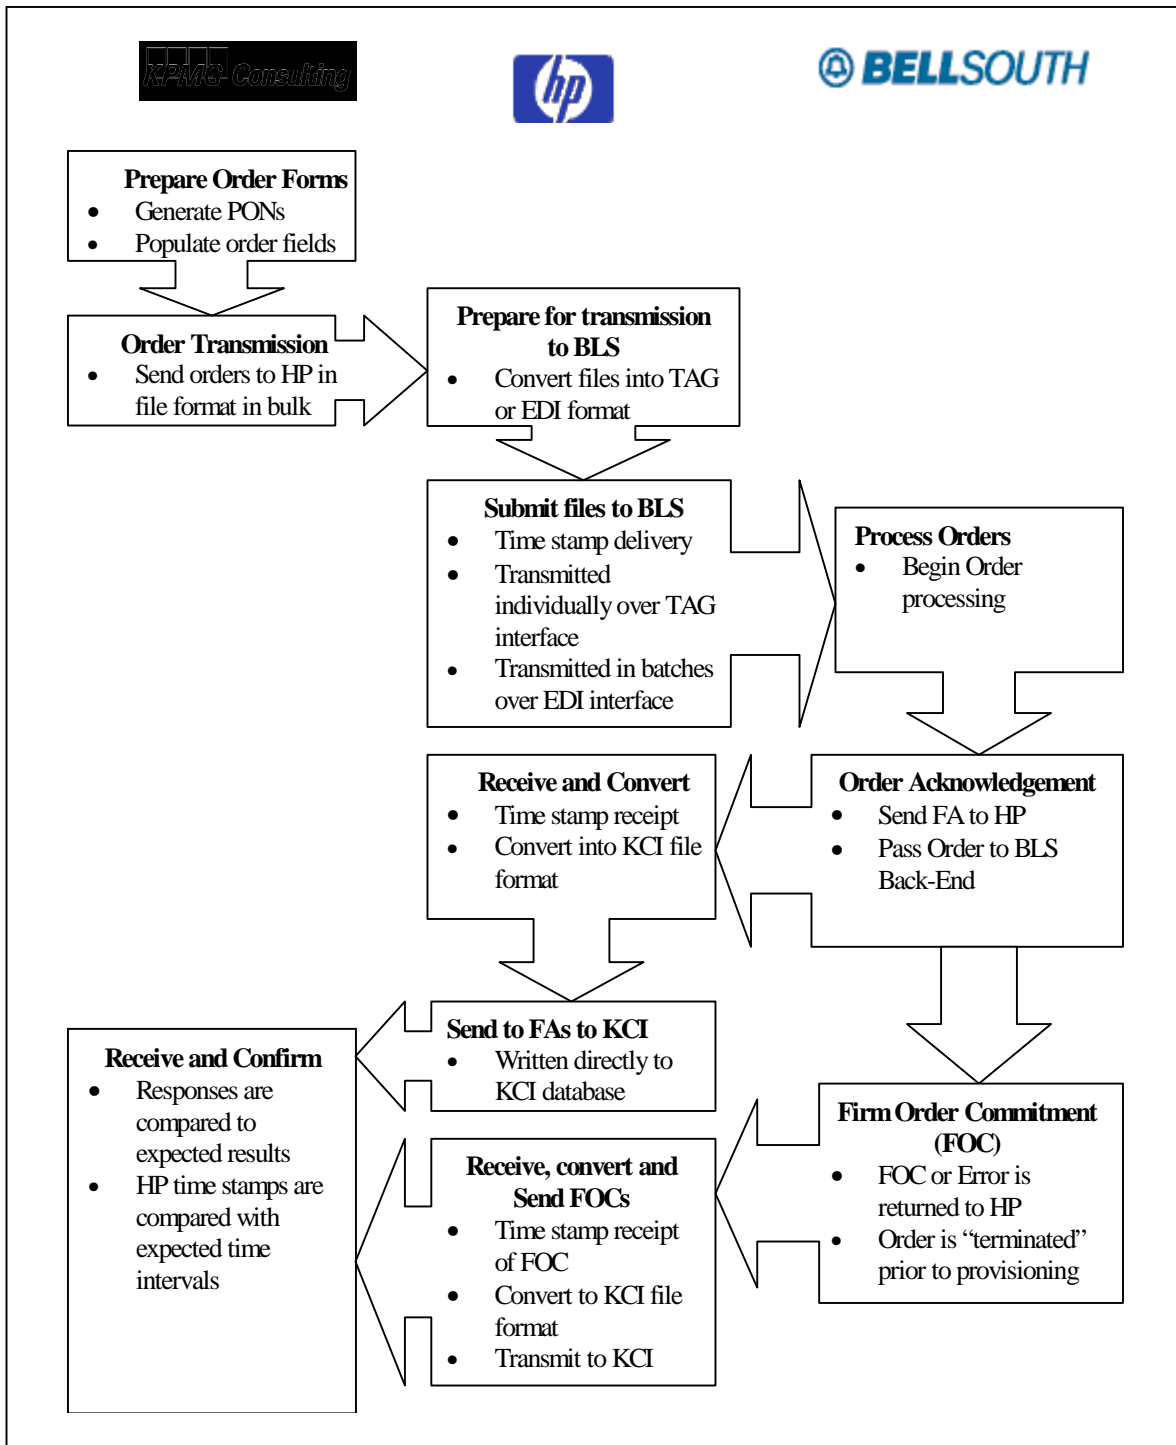 KPMG Consulting
hp
BELLSOUTH
Prepare Order Forms
• Generate PONs
• Populate order fields
Order Transmission
• Send orders to HP in
file format in bulk
Prepare for transmission
to BLS
• Convert files into TAG
or EDI format
Submit files to BLS
• Time stamp delivery
• Transmitted
individually over TAG
interface
• Transmitted in batches
over EDI interface
Process Orders
• Begin Order
processing
Order Acknowledgement
• Send FA to HP
• Pass Order to BLS
Back-End
Receive and Convert
• Time stamp receipt
• Convert into KCI file
format
Send to FAs to KCI
• Written directly to
KCI database
Receive and Confirm
• Responses are
compared to
expected results
• HP time stamps are
compared with
expected time
intervals
Firm Order Commitment
(FOC)
• FOC or Error is
returned to HP
• Order is “terminated”
prior to provisioning
Receive, convert and
Send FOCs
• Time stamp receipt
of FOC
• Convert to KCI file
format
• Transmit to KCI